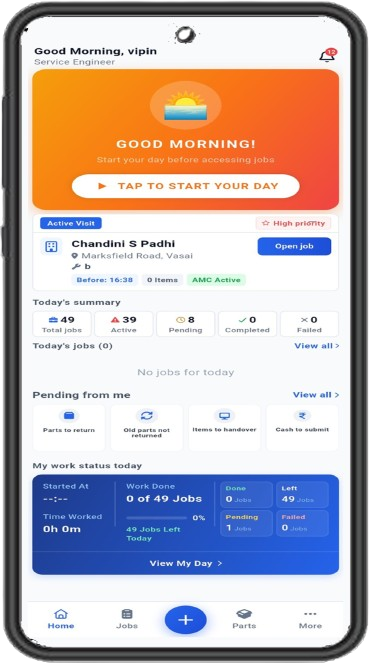 Good Morning, vipin
Service Engineer
13
GOOD MORNING!
Start your day before accessing jobs
TAP TO START YOUR DAY
Active Visit
High priority
Chandini S Padhi
Marksfield Road, Vasai
b
Open job
Before: 16:38
0 Items
AMC Active
Today's summary
49
Total jobs
39
Active
8
Pending
0
Completed
0
Failed
Today's jobs (0)
View all >
No jobs for today
Pending from me
View all >
Parts to return
Old parts not
returned
Items to handover
Cash to submit
My work status today
Started At
--:--
Time Worked
0h 0m
Work Done
0 of 49 Jobs
0%
49 Jobs Left
Today
Done
0 Jobs
Left
49 Jobs
Pending
1 Jobs
Failed
0 Jobs
View My Day >
Home
Jobs
Parts
More